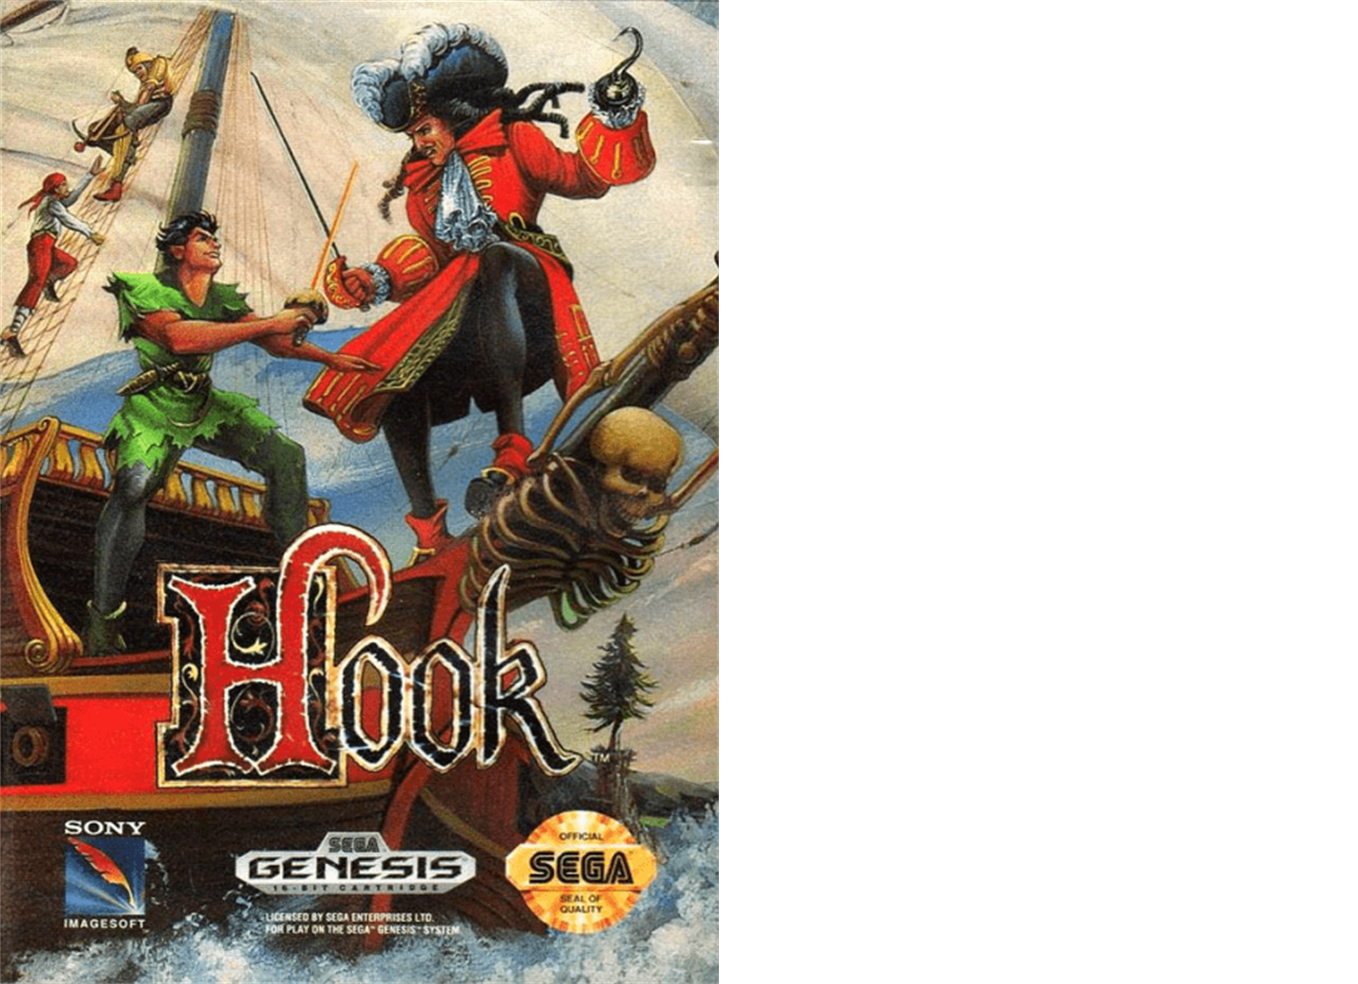 Hook
TM
SONY
IMAGESOFT
SEGA
GENESIS
16-BIT CARTRIDGE
LICENSED BY SEGA ENTERPRISES LTD.
FOR PLAY ON THE SEGA™ GENESIS™ SYSTEM.
OFFICIAL
SEGA
SEAL OF
QUALITY